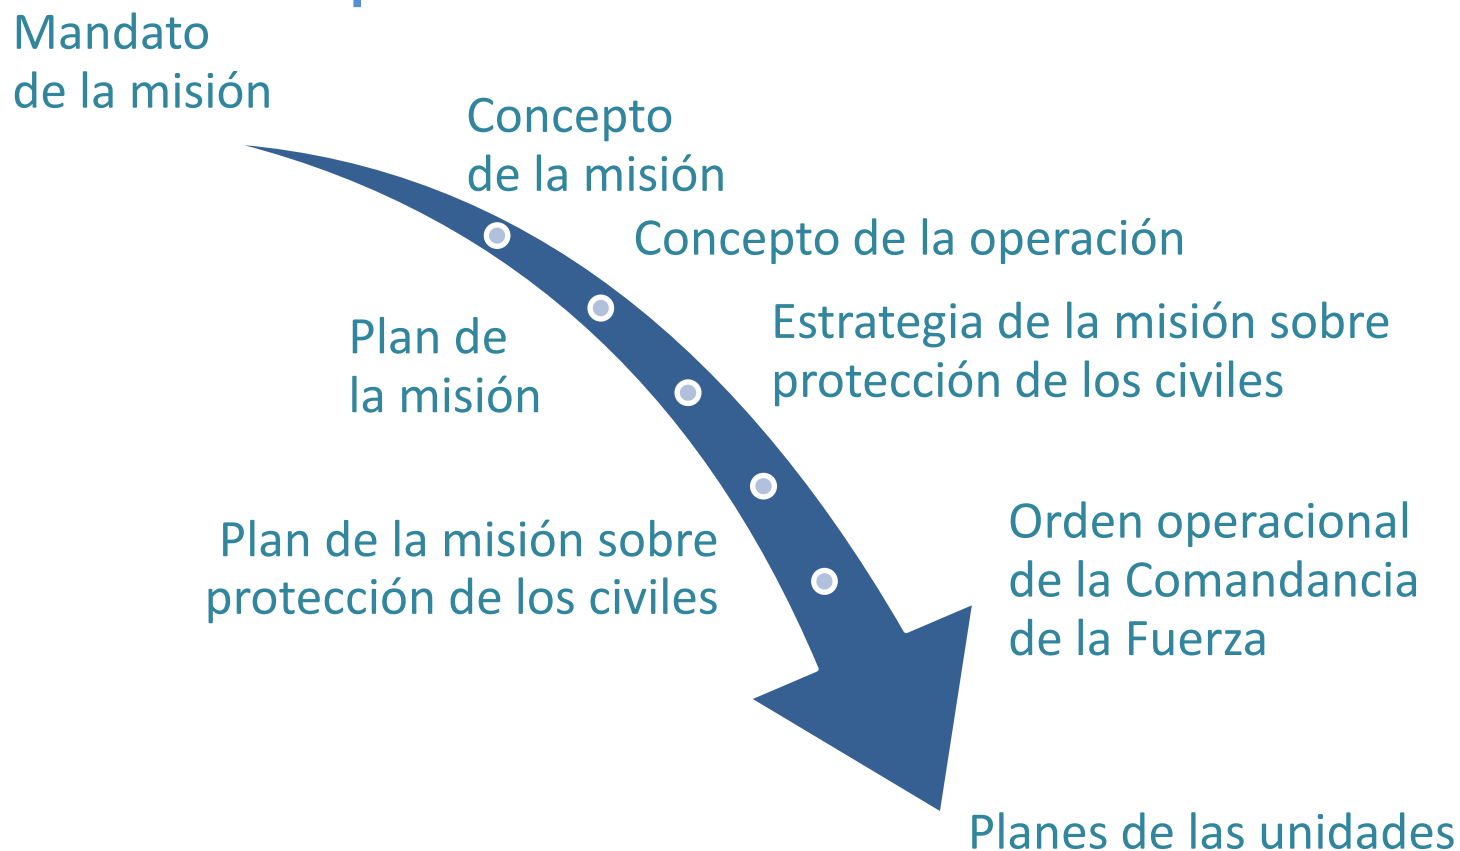 Mandato
de la misión
Concepto
de la misión
Concepto de la operación
Plan de
la misión
Estrategia de la misión sobre
protección de los civiles
Plan de la misión sobre
protección de los civiles
Orden operacional
de la Comandancia
de la Fuerza
Planes de las unidades